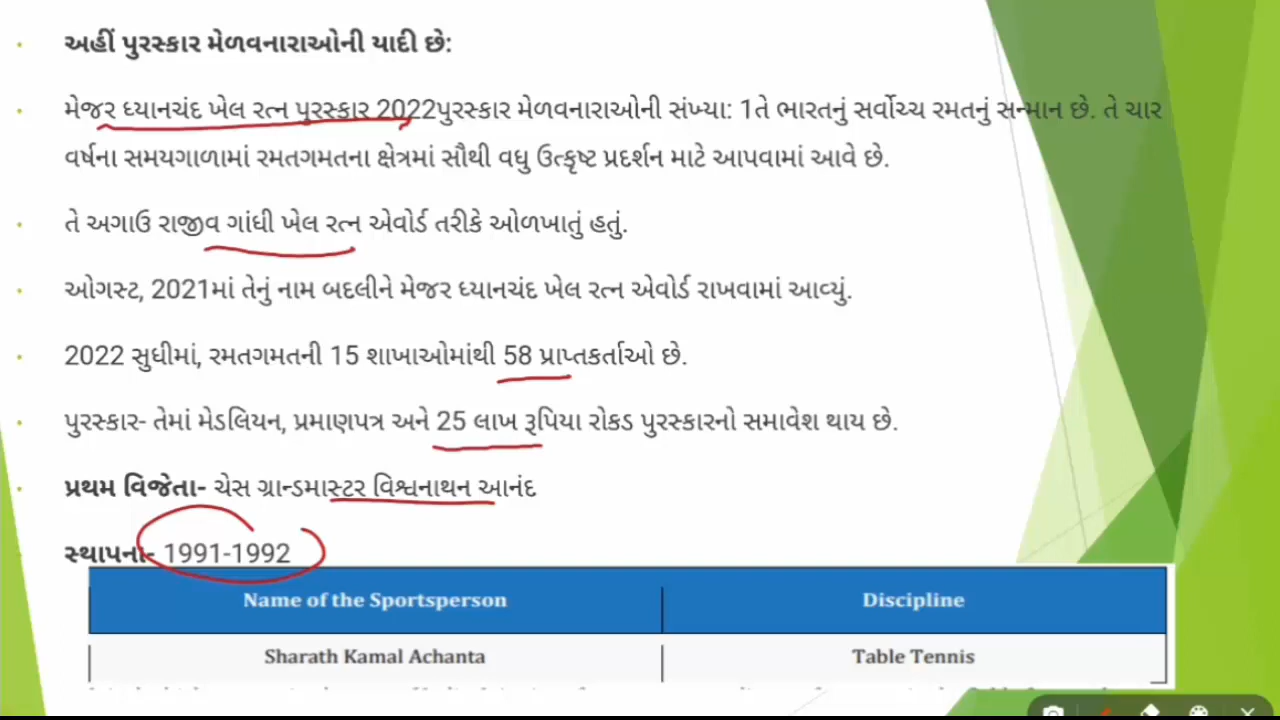 અહીં પુરસ્કાર મેળવનારાઓની યાદી છે:
મેજર ધ્યાનચંદ ખેલ રત્ન પુરસ્કાર 2022પુરસ્કાર મેળવનારાઓની સંખ્યા: 1તે ભારતનું સર્વોચ્ચ રમતનું સન્માન છે. તે ચાર
વર્ષના સમયગાળામાં રમતગમતના ક્ષેત્રમાં સૌથી વધુ ઉત્કૃષ્ટ પ્રદર્શન માટે આપવામાં આવે છે.
તે અગાઉ રાજીવ ગાંધી ખેલ રત્ન એવોર્ડ તરીકે ઓળખાતું હતું.
ઓગસ્ટ, 2021માં તેનું નામ બદલીને મેજર ધ્યાનચંદ ખેલ રત્ન એવોર્ડ રાખવામાં આવ્યું.
2022 સુધીમાં, રમતગમતની 15 શાખાઓમાંથી 58 પ્રાપ્તકર્તાઓ છે.
પુરસ્કાર- તેમાં મેડલિયન, પ્રમાણપત્ર અને 25 લાખ રૂપિયા રોકડ પુરસ્કારનો સમાવેશ થાય છે.
પ્રથમ વિજેતા- ચેસ ગ્રાન્ડમાસ્ટર વિશ્વનાથન આનંદ
સ્થાપના- 1991-1992
Name of the Sportsperson Discipline
Sharath Kamal Achanta Table Tennis